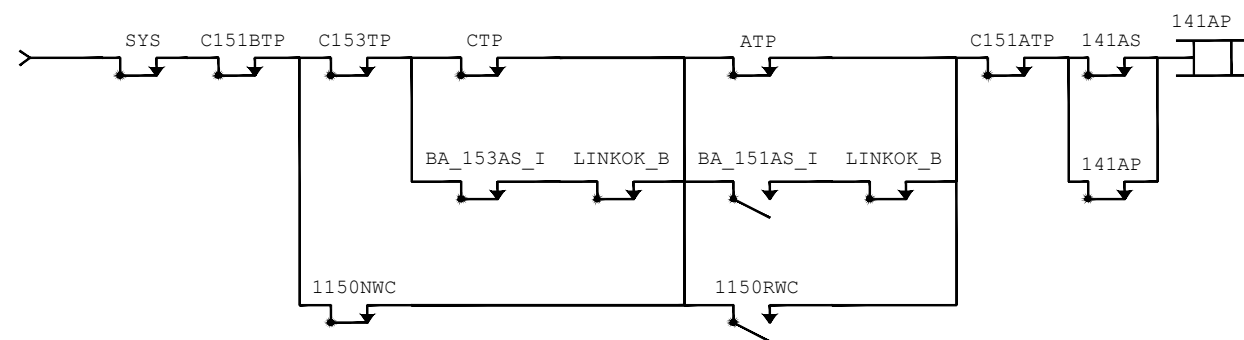 141AP
SYS C151BTP C153TP CTP ATP C151ATP 141AS
BA_153AS_I LINKOK_B BA_151AS_I LINKOK_B 141AP
1150NWC 1150RWC